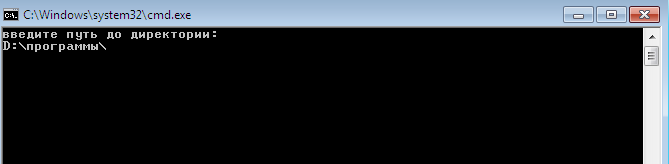 C:\Windows\system32\cmd.exe
введите путь до директории:
D:\программы\